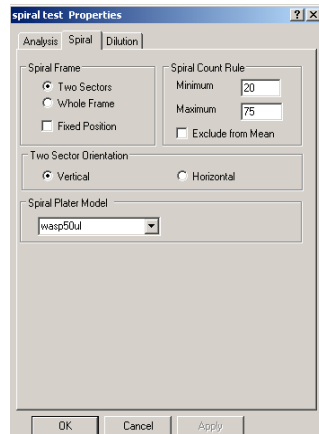 spiral test Properties
Analysis Spiral Dilution
Spiral Frame
Two Sectors
Whole Frame
Fixed Position
Spiral Count Rule
Minimum 20
Maximum 75
Exclude from Mean
Two Sector Orientation
Vertical Horizontal
Spiral Plater Model
wasp50ul
OK Cancel Apply